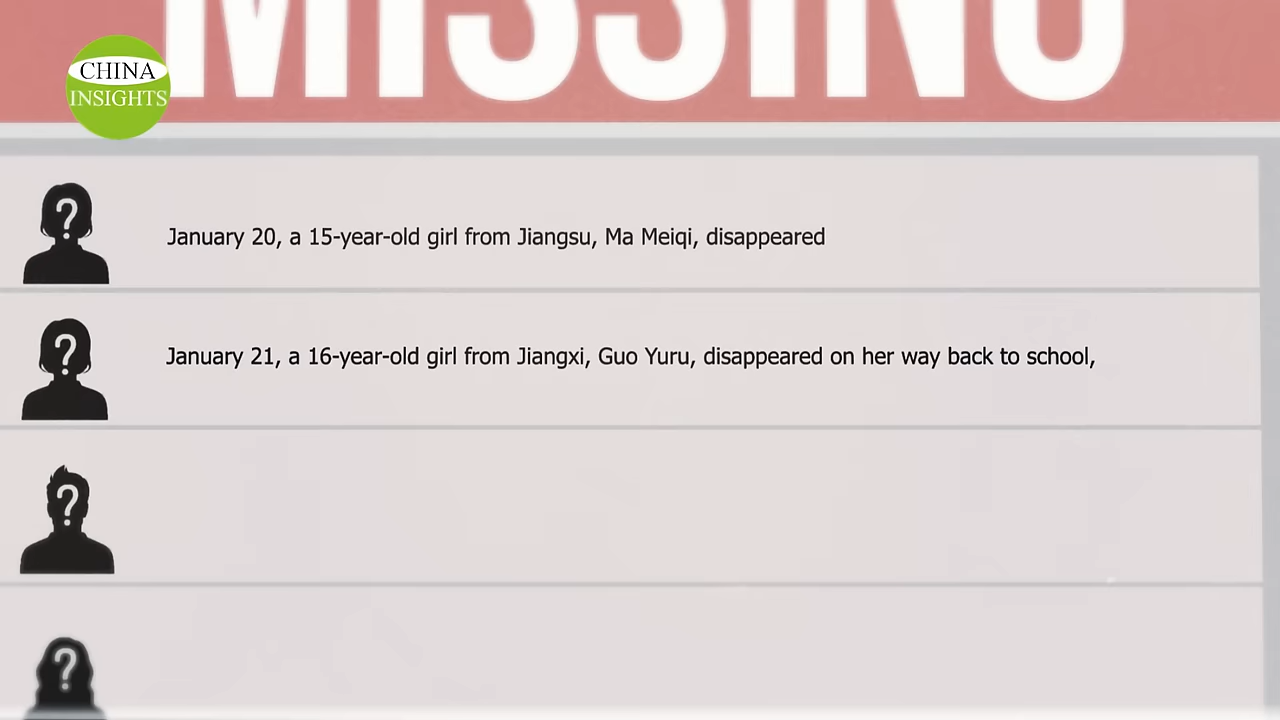 MISSING
CHINA
INSIGHTS
?
January 20, a 15-year-old girl from Jiangsu, Ma Meiqi, disappeared
?
January 21, a 16-year-old girl from Jiangxi, Guo Yuru, disappeared on her way back to school,
?
?